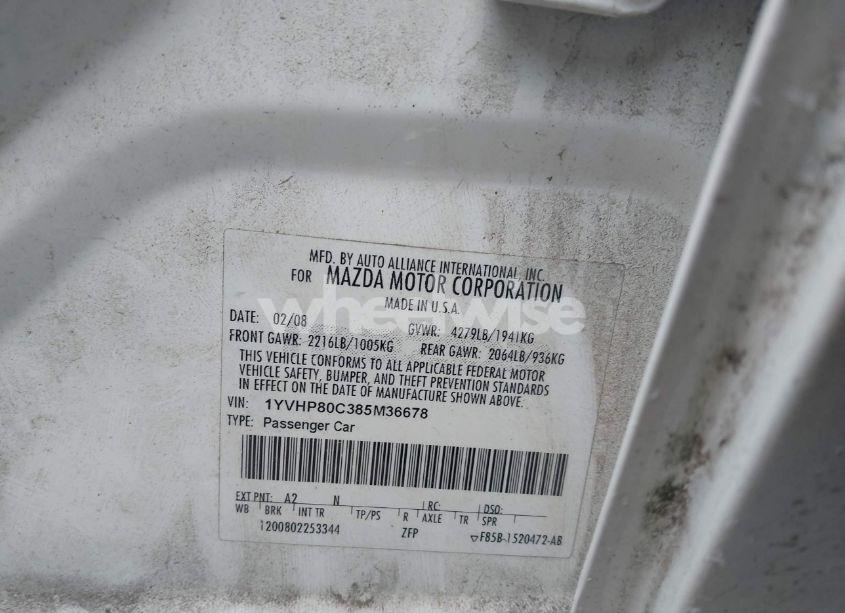 MFD. BY AUTO ALLIANCE INTERNATIONAL, INC.
FOR MAZDA MOTOR CORPORATION
MADE IN U.S.A.
wheelwise
DATE: 02/08 GVWR: 4279LB/1941KG
FRONT GAWR: 2216LB/1005KG REAR GAWR: 2064LB/936KG
THIS VEHICLE CONFORMS TO ALL APPLICABLE FEDERAL MOTOR
VEHICLE SAFETY, BUMPER, AND THEFT PREVENTION STANDARDS
IN EFFECT ON THE DATE OF MANUFACTURE SHOWN ABOVE.
VIN: 1YVHP80C385M36678
TYPE: Passenger Car
EXT PNT: A2 N RC: DSO:
WB BRK INT TR TP/PS R AXLE TR SPR
1200802253344 ZFP ▽F85B-1520472-AB